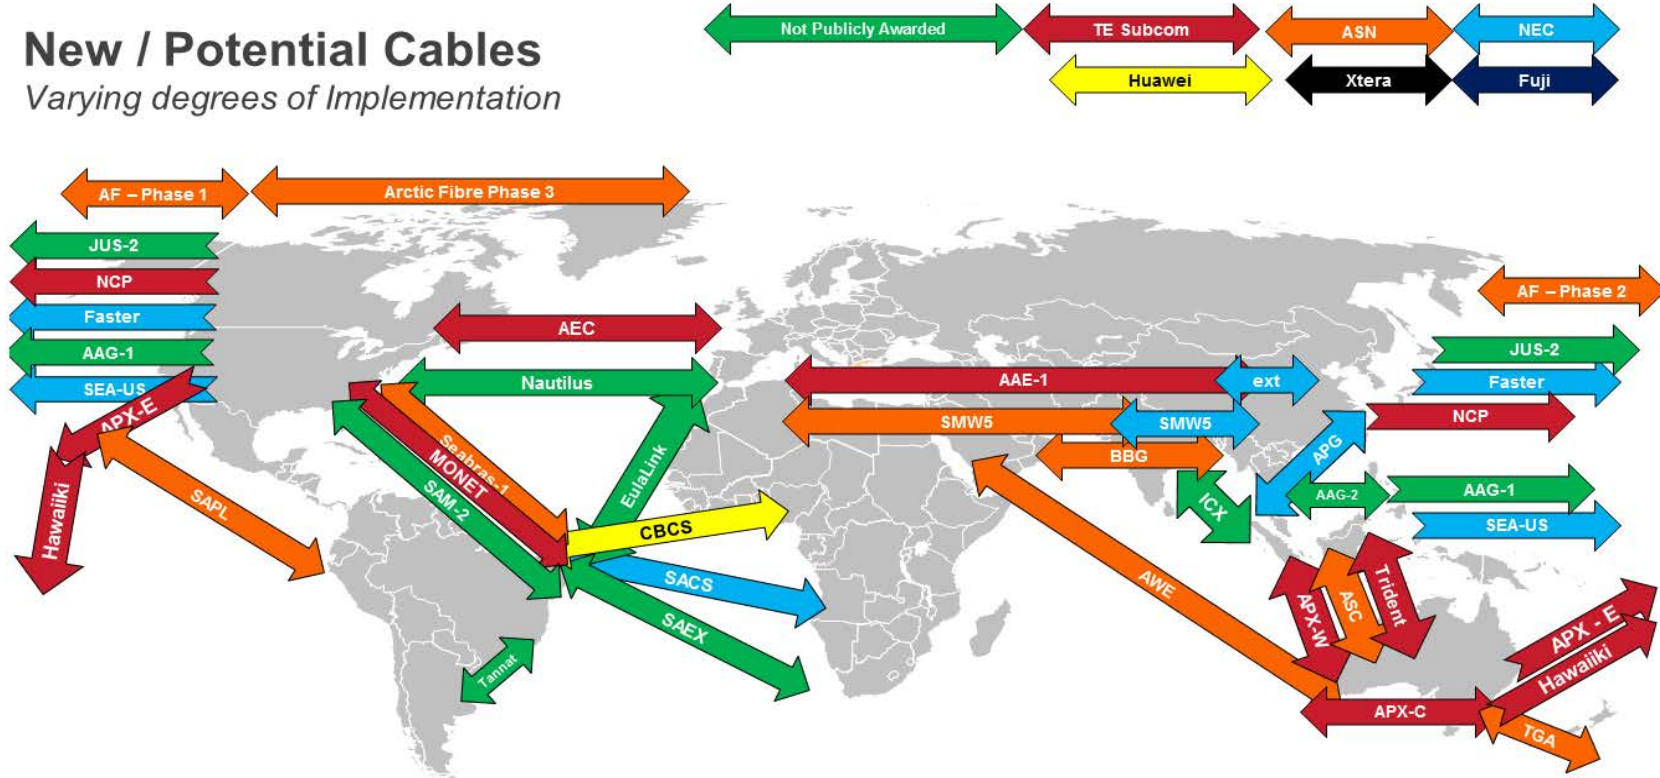 New / Potential Cables
Varying degrees of Implementation
Not Publicly Awarded
TE Subcom
ASN
NEC
Huawei
Xtera
Fuji
AF – Phase 1
Arctic Fibre Phase 3
JUS-2
NCP
Faster
AAG-1
SEA-US
APX-E
Hawaiiki
SAPL
AEC
Nautilus
Seabras-1
MONET
SAM-2
EulaLink
CBCS
SACS
SAEX
Tannat
AAE-1
ext
SMW5
SMW5
BBG
ICX
APG
AAG-2
AWE
AF – Phase 2
JUS-2
Faster
NCP
AAG-1
SEA-US
APX-W
ASC
Trident
APX - E
Hawaiiki
APX-C
TGA